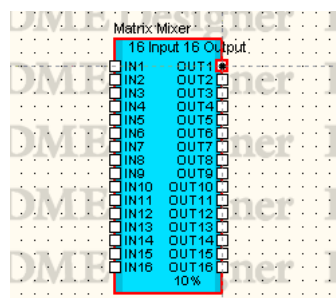 Matrix Mixer
16 Input 16 Output
IN1 OUT1
IN2 OUT2
IN3 OUT3
IN4 OUT4
IN5 OUT5
IN6 OUT6
IN7 OUT7
IN8 OUT8
IN9 OUT9
IN10 OUT10
IN11 OUT11
IN12 OUT12
IN13 OUT13
IN14 OUT14
IN15 OUT15
IN16 OUT16
10%